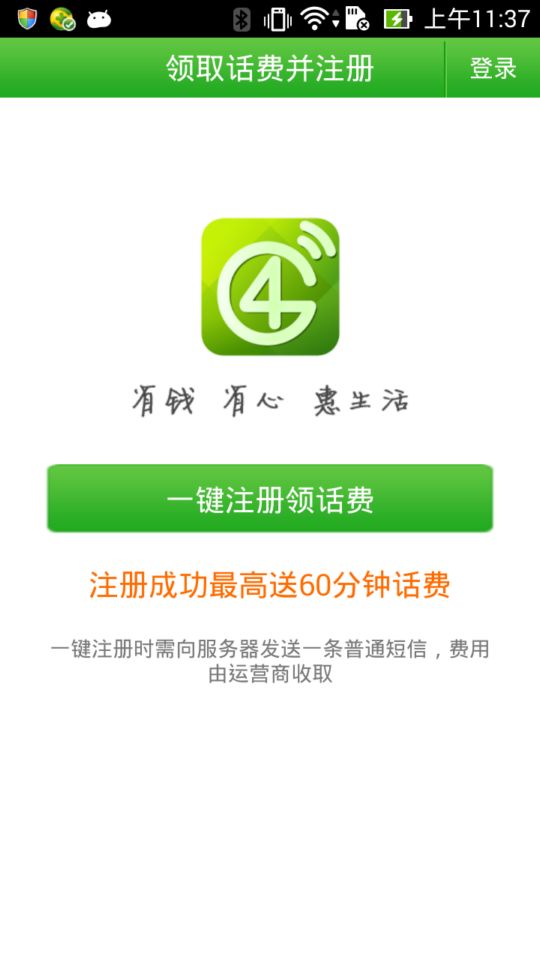 上午11:37
领取话费并注册
登录
4G
有钱 有心 惠生活
一键注册领话费
注册成功最高送60分钟话费
一键注册时需向服务器发送一条普通短信，费用
由运营商收取